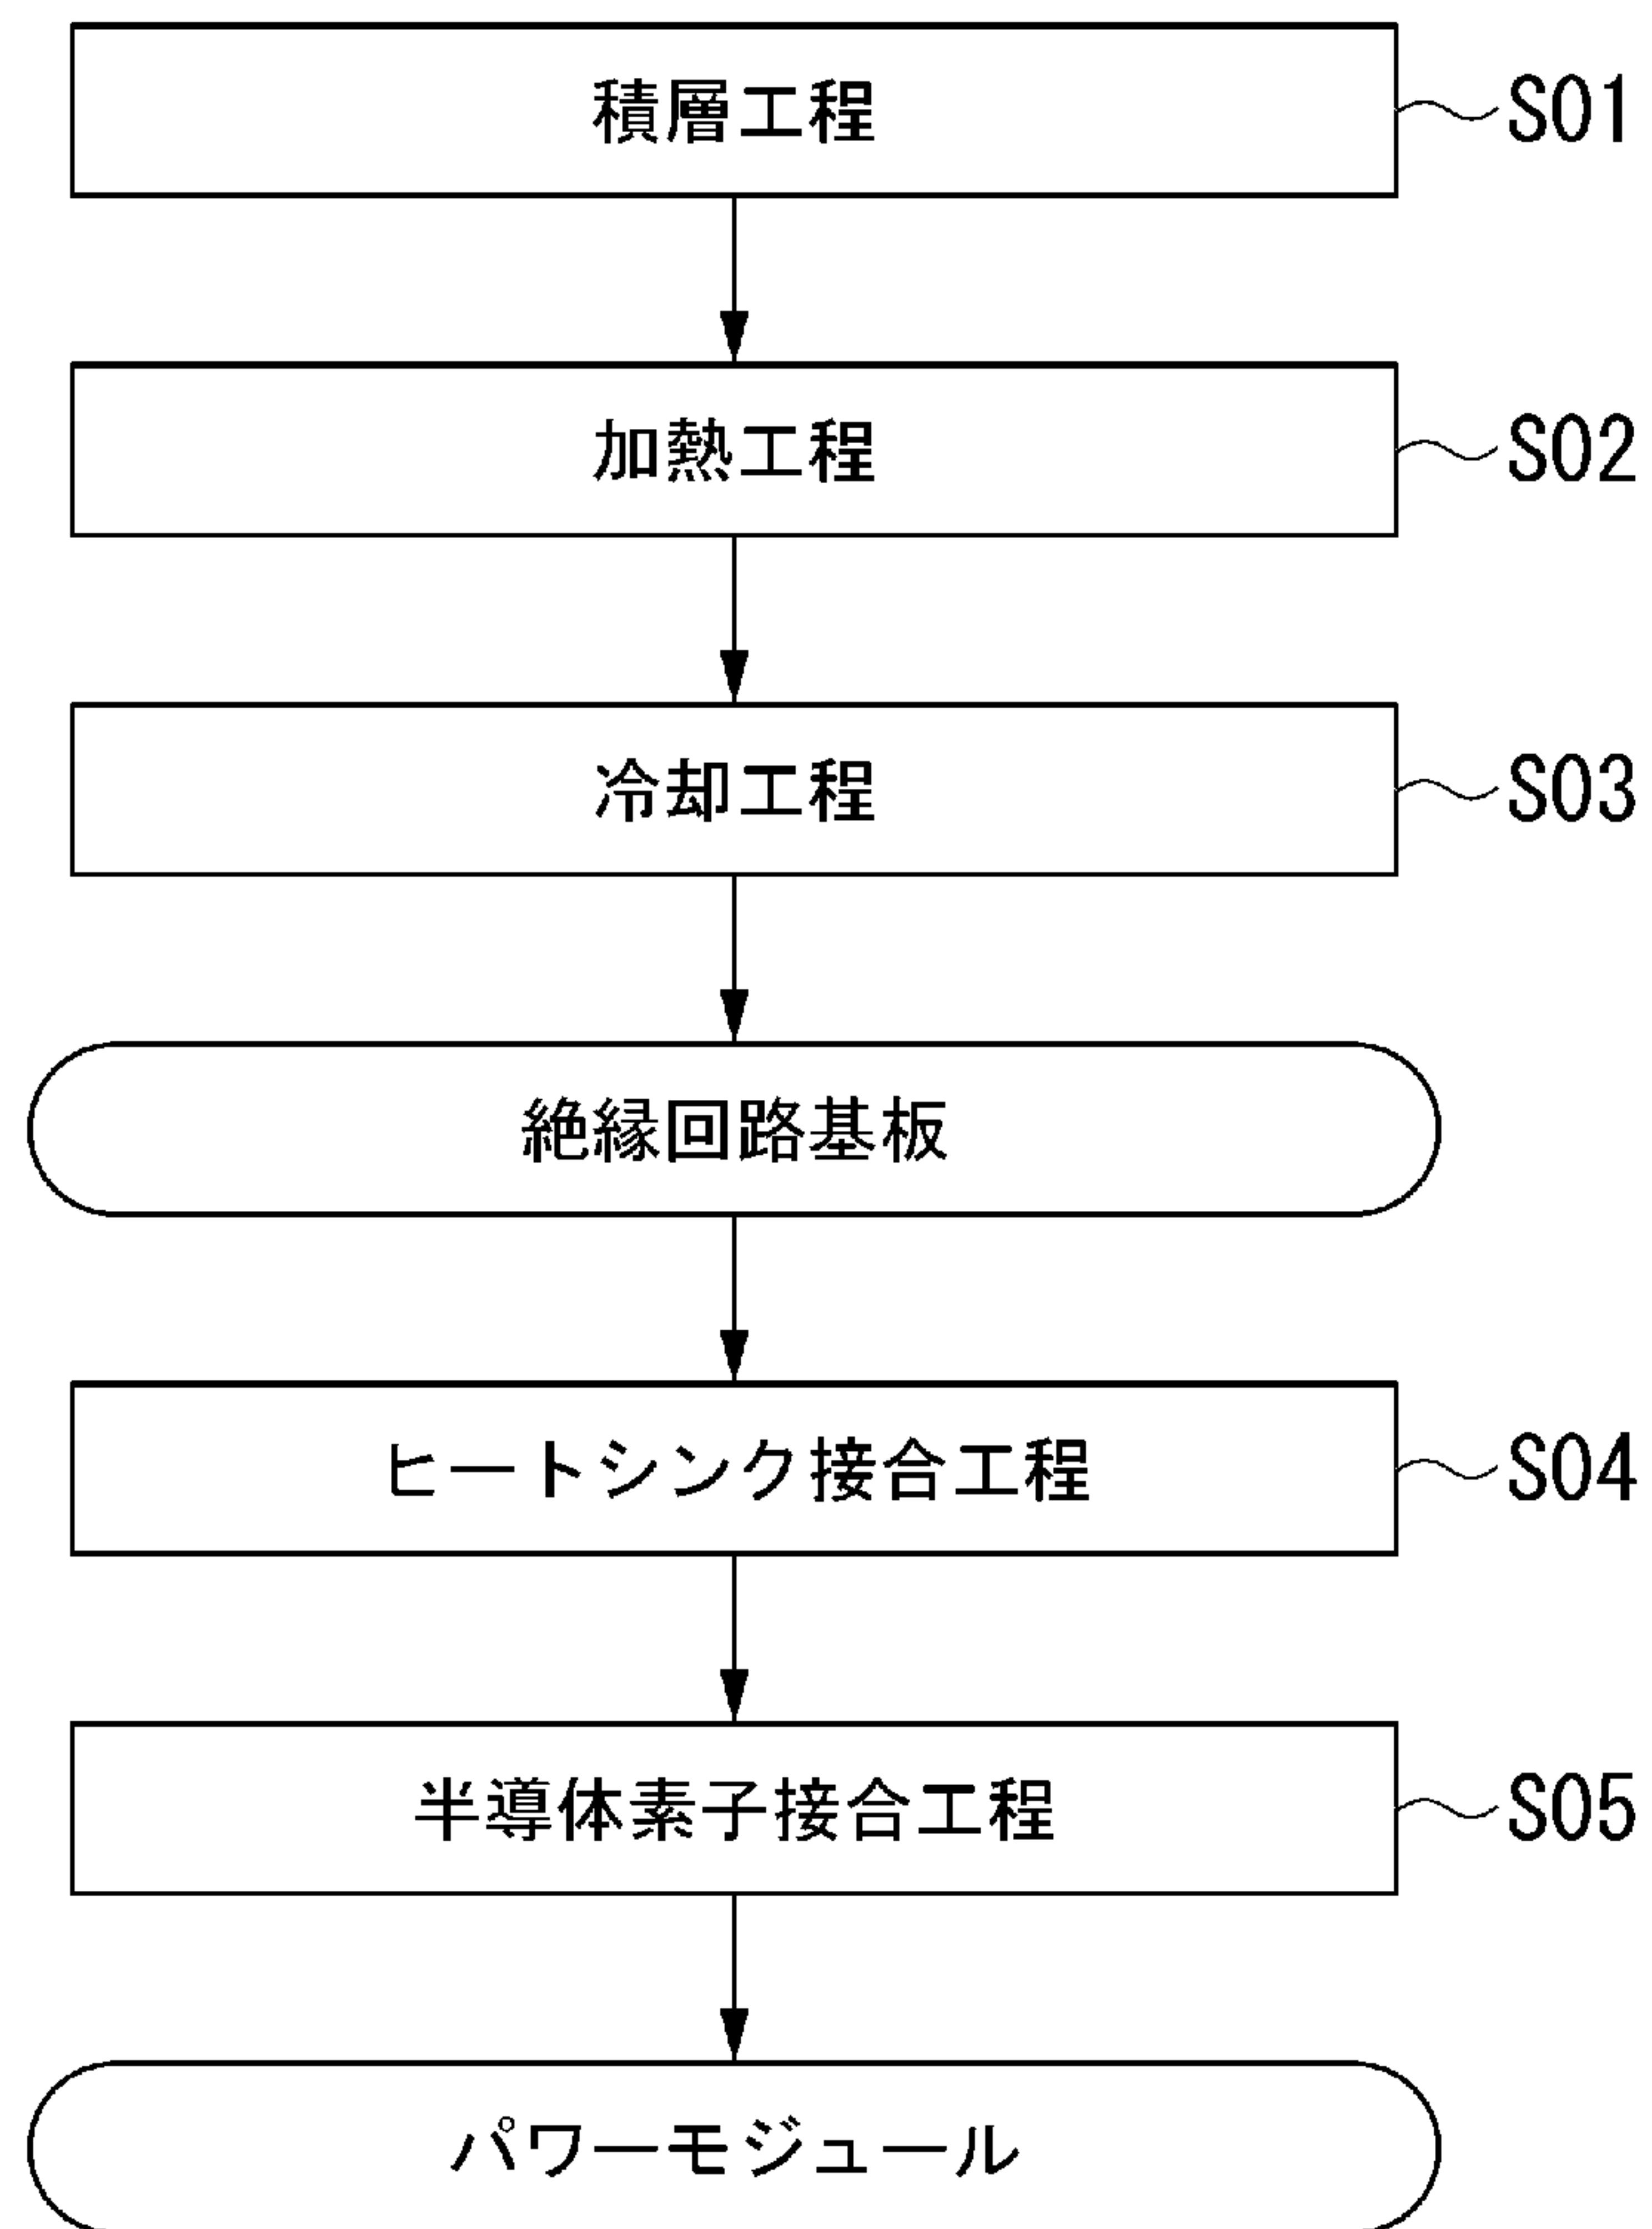 積層工程 S01
加熱工程 S02
冷却工程 S03
絶縁回路基板
ヒートシンク接合工程 S04
半導体素子接合工程 S05
パワーモジュール